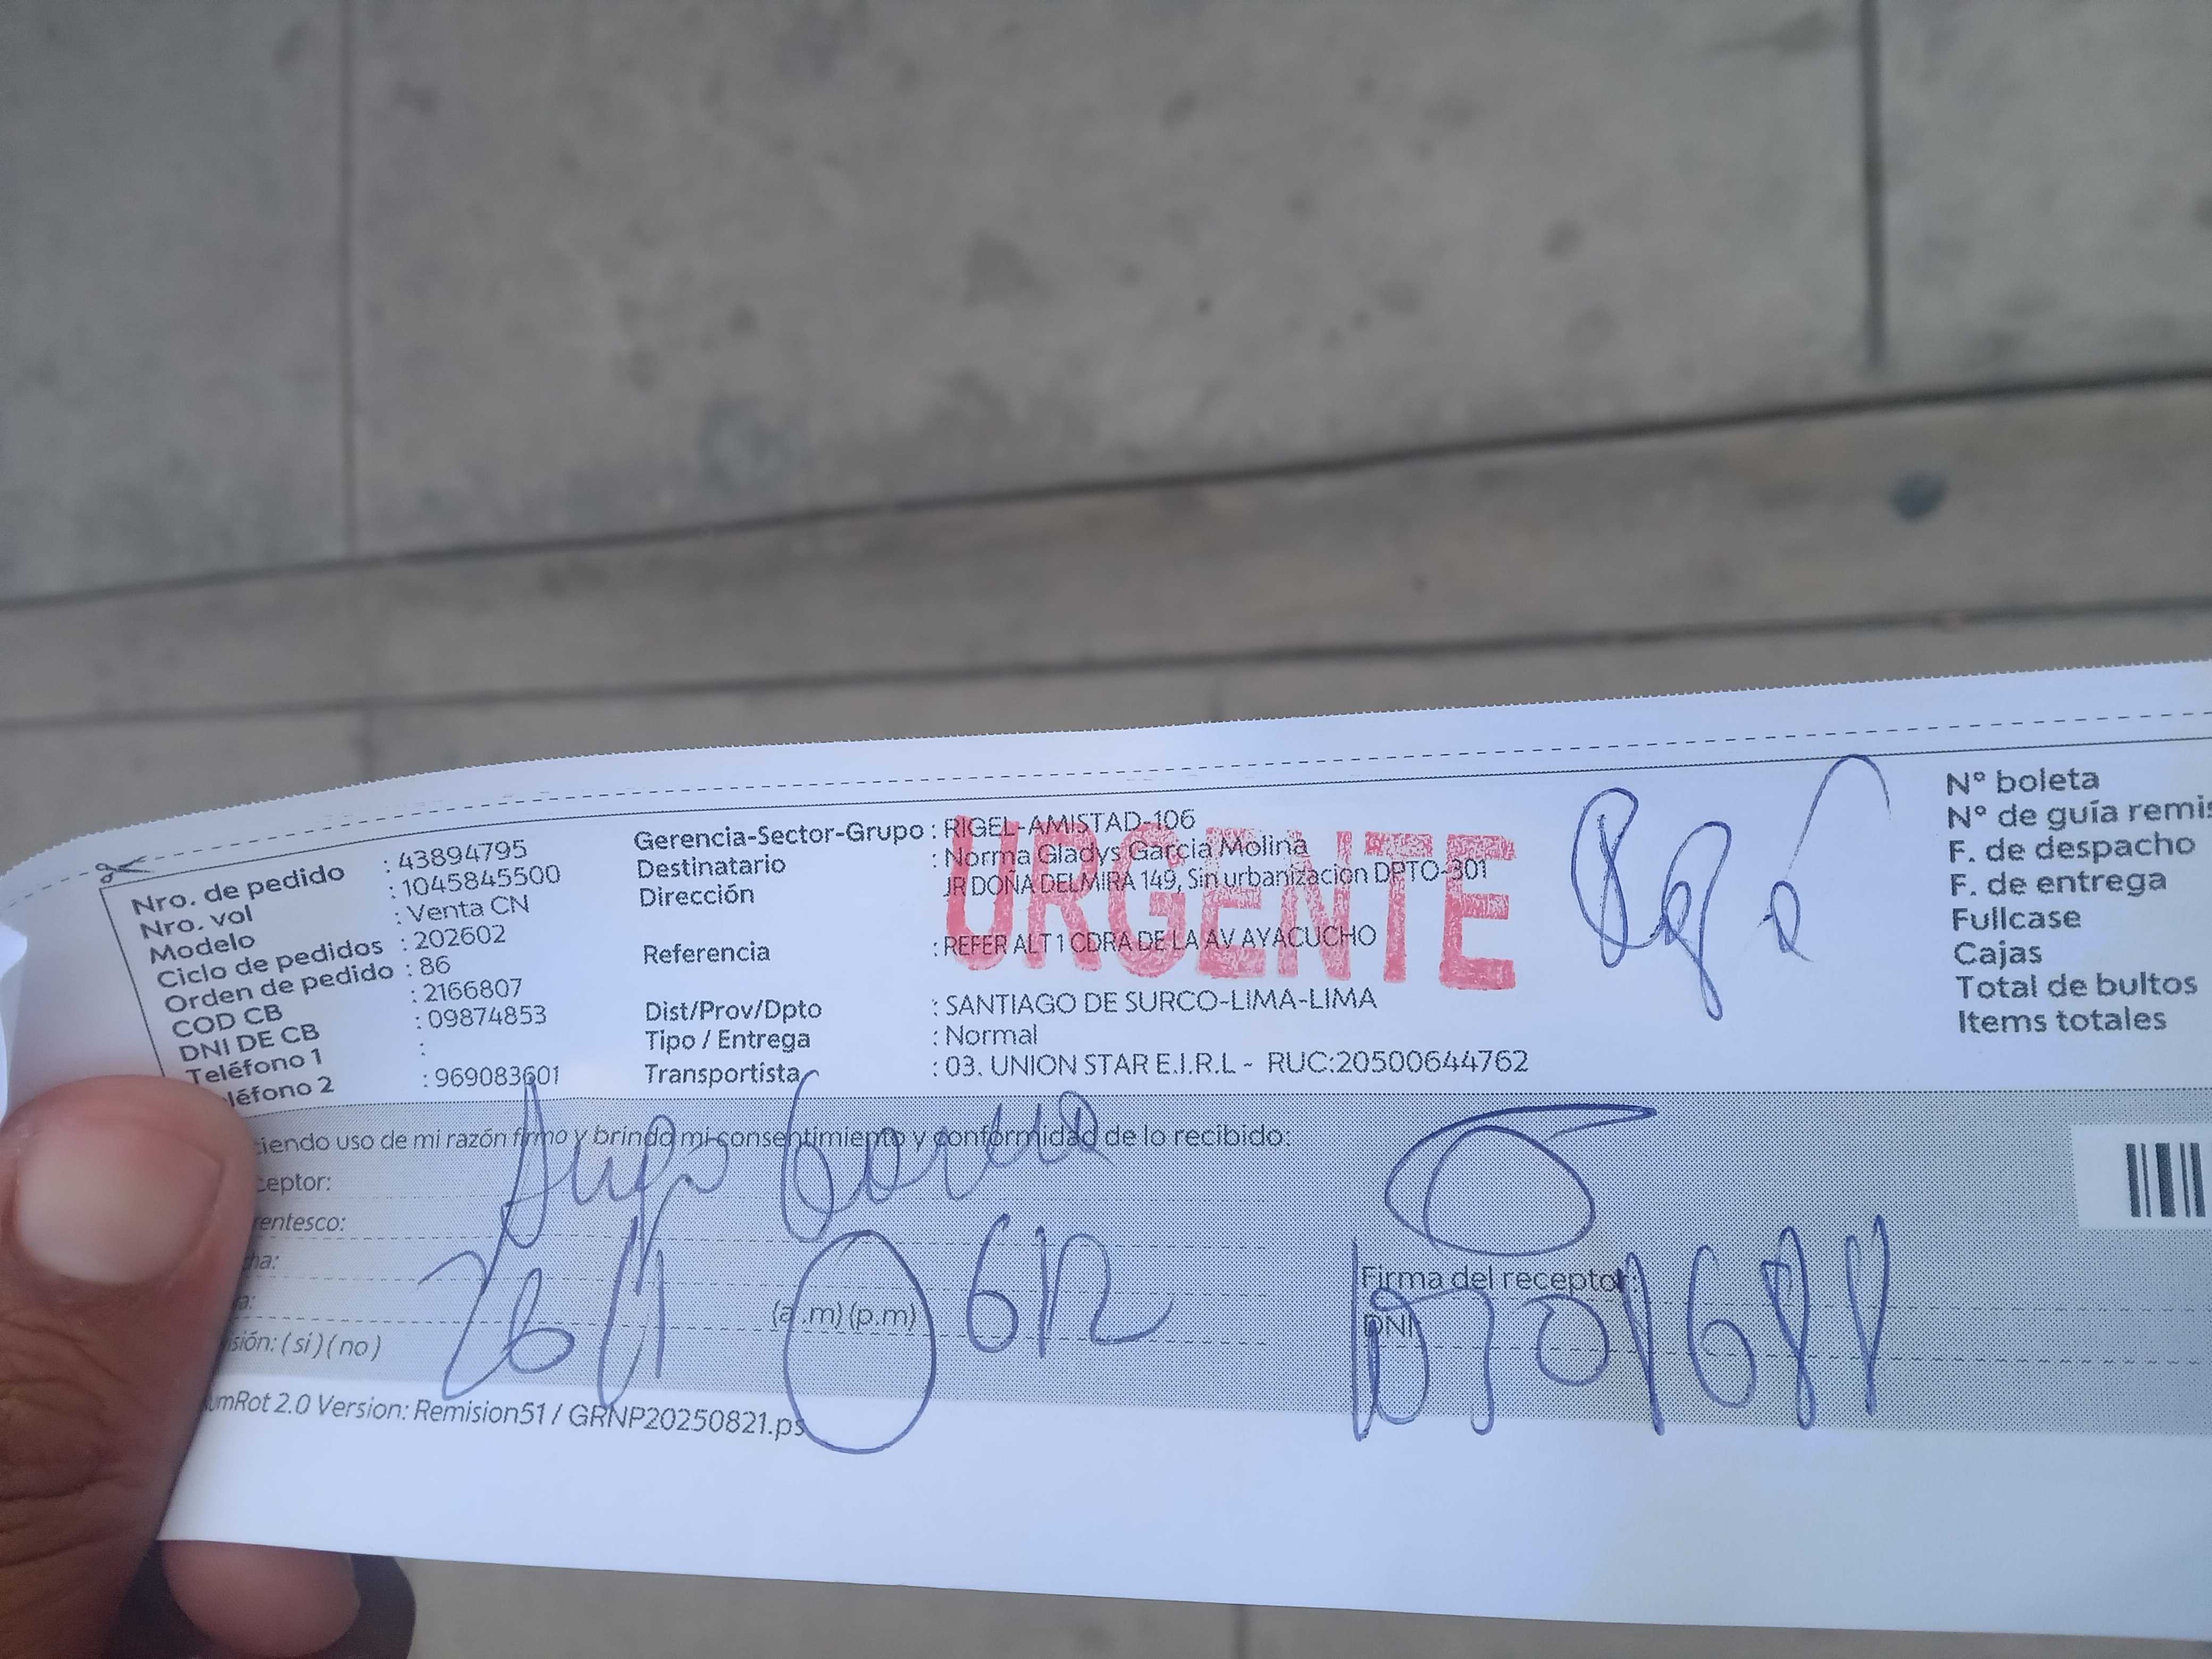 Nro. de pedido : 43894795
Nro. vol : 1045845500
Modelo : Venta CN
Ciclo de pedidos : 202602
Orden de pedido : 86
COD CB : 2166807
DNI DE CB : 09874853
Teléfono 1 :
léfono 2 : 969083601
Gerencia-Sector-Grupo : RIGEL-AMISTAD-106
Destinatario : Norma Gladys Garcia Molina
Dirección JR DOÑA DELMIRA 149, Sin urbanizacion DPTO-301
Referencia : REFER ALT 1 CDRA DE LA AV AYACUCHO
Dist/Prov/Dpto : SANTIAGO DE SURCO-LIMA-LIMA
Tipo / Entrega : Normal
Transportista : 03. UNION STAR E.I.R.L - RUC:20500644762
URGENTE
N° boleta
N° de guía remis
F. de despacho
F. de entrega
Fullcase
Cajas
Total de bultos
Items totales
iendo uso de mi razón firmo y brindo mi consentimiento y conformidad de lo recibido:
ceptor:
rentesco:
ha:
a: (a.m) (p.m)
sión: ( sí ) ( no )
Firma del receptor:
DNI
mRot 2.0 Version: Remision51 / GRNP20250821.ps